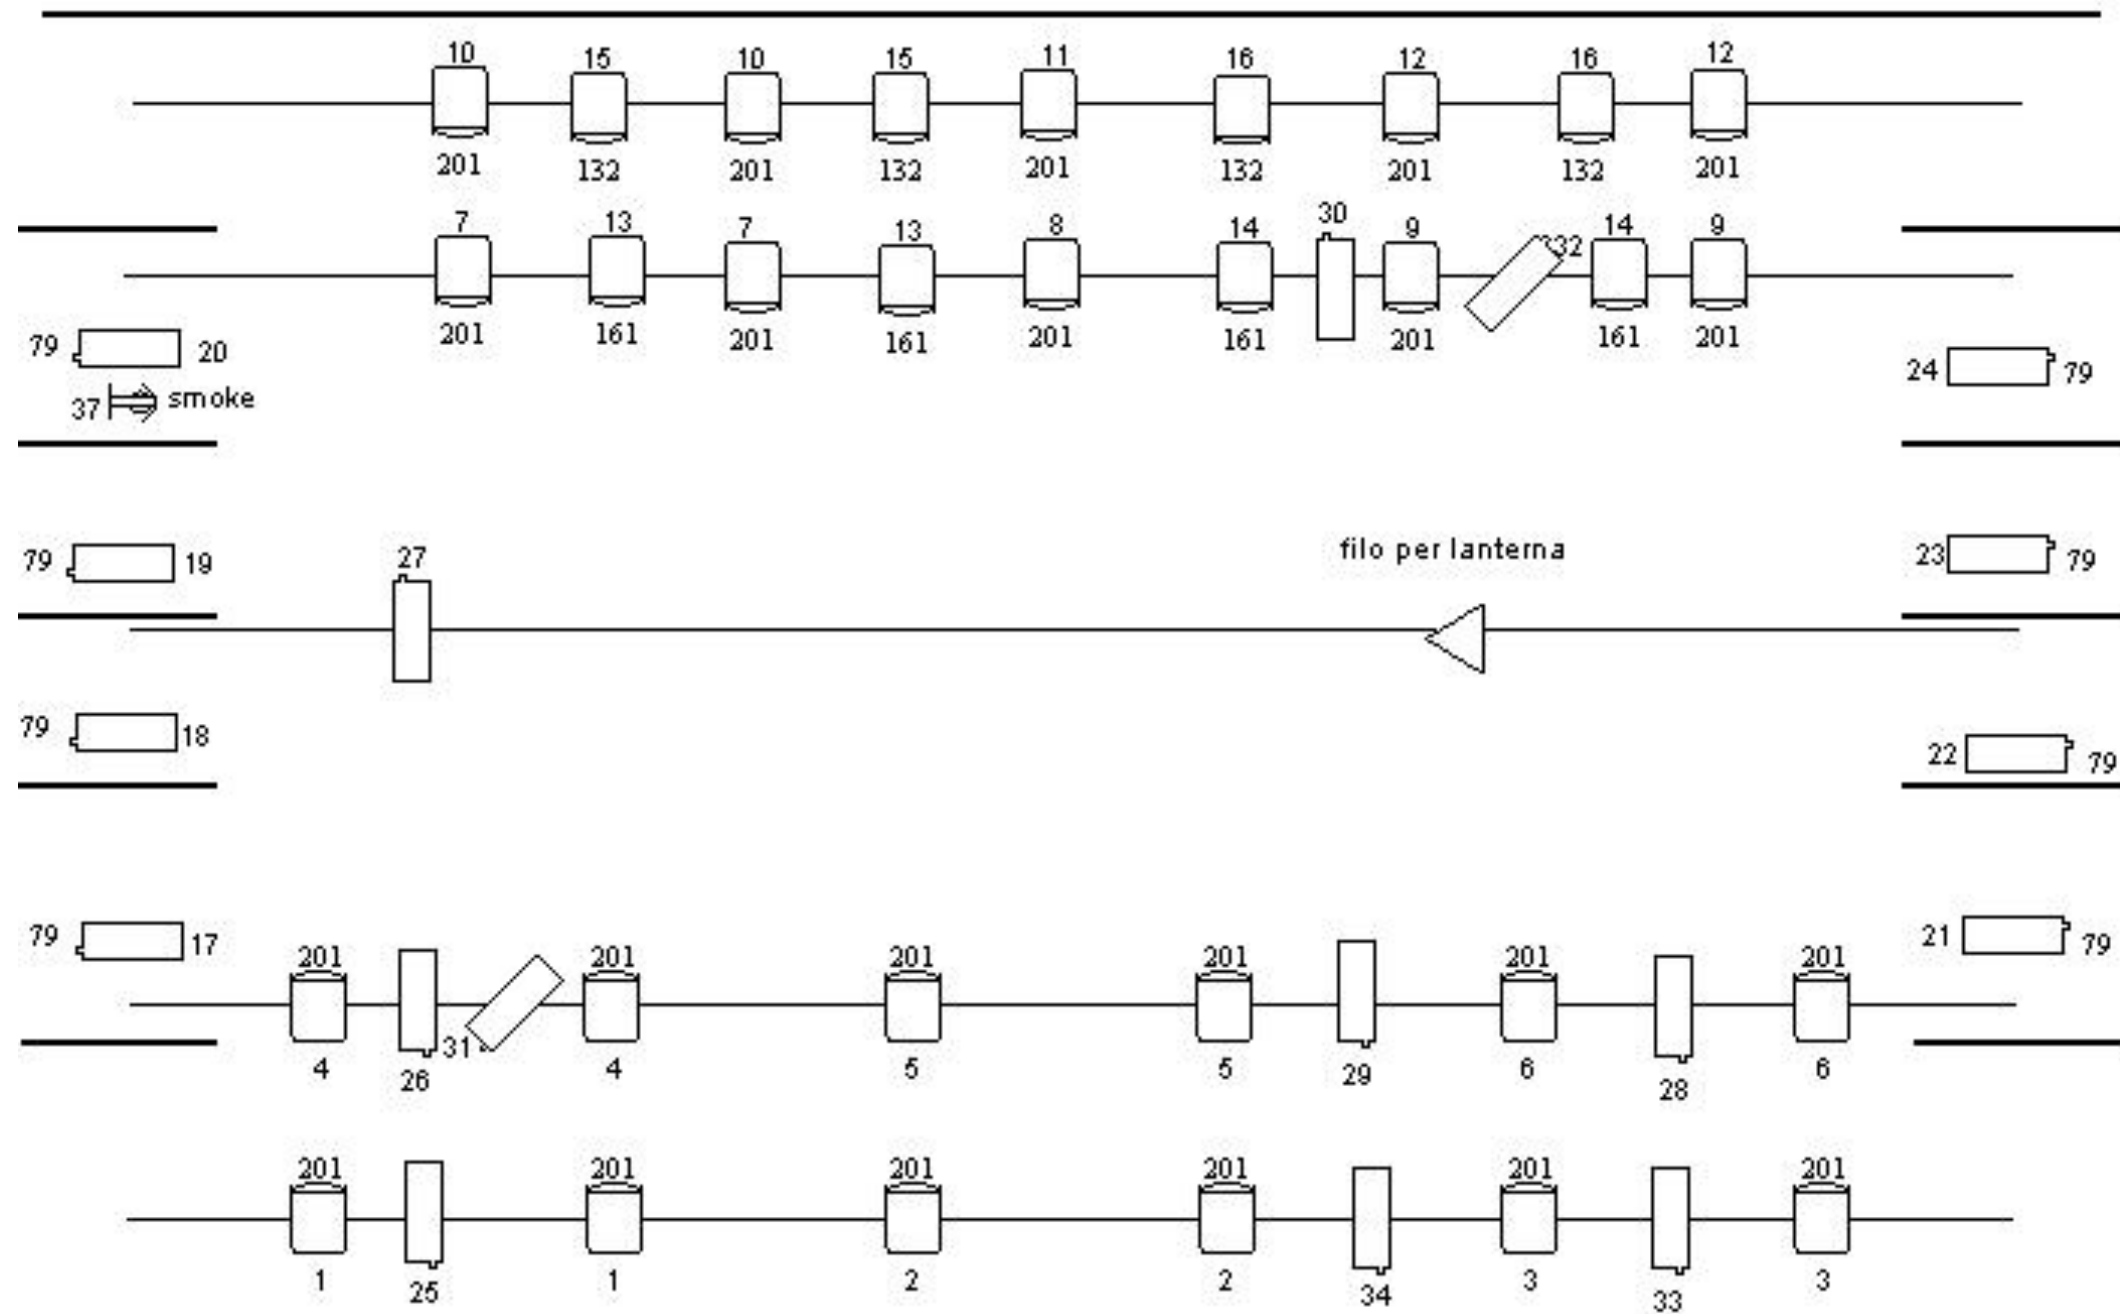 10 15 10 15 11 16 12 16 12
201 132 201 132 201 132 201 132 201
7 13 7 13 8 14 30 9 32 14 9
201 161 201 161 201 161 201 161 201
79 20 24 79
37 smoke
79 19 27 filo per lanterna 23 79
79 18 22 79
79 17 21 79
201 201 201 201 201 201
4 26 31 4 5 5 29 6 28 6
201 201 201 201 201 201
1 25 1 2 2 34 3 33 3